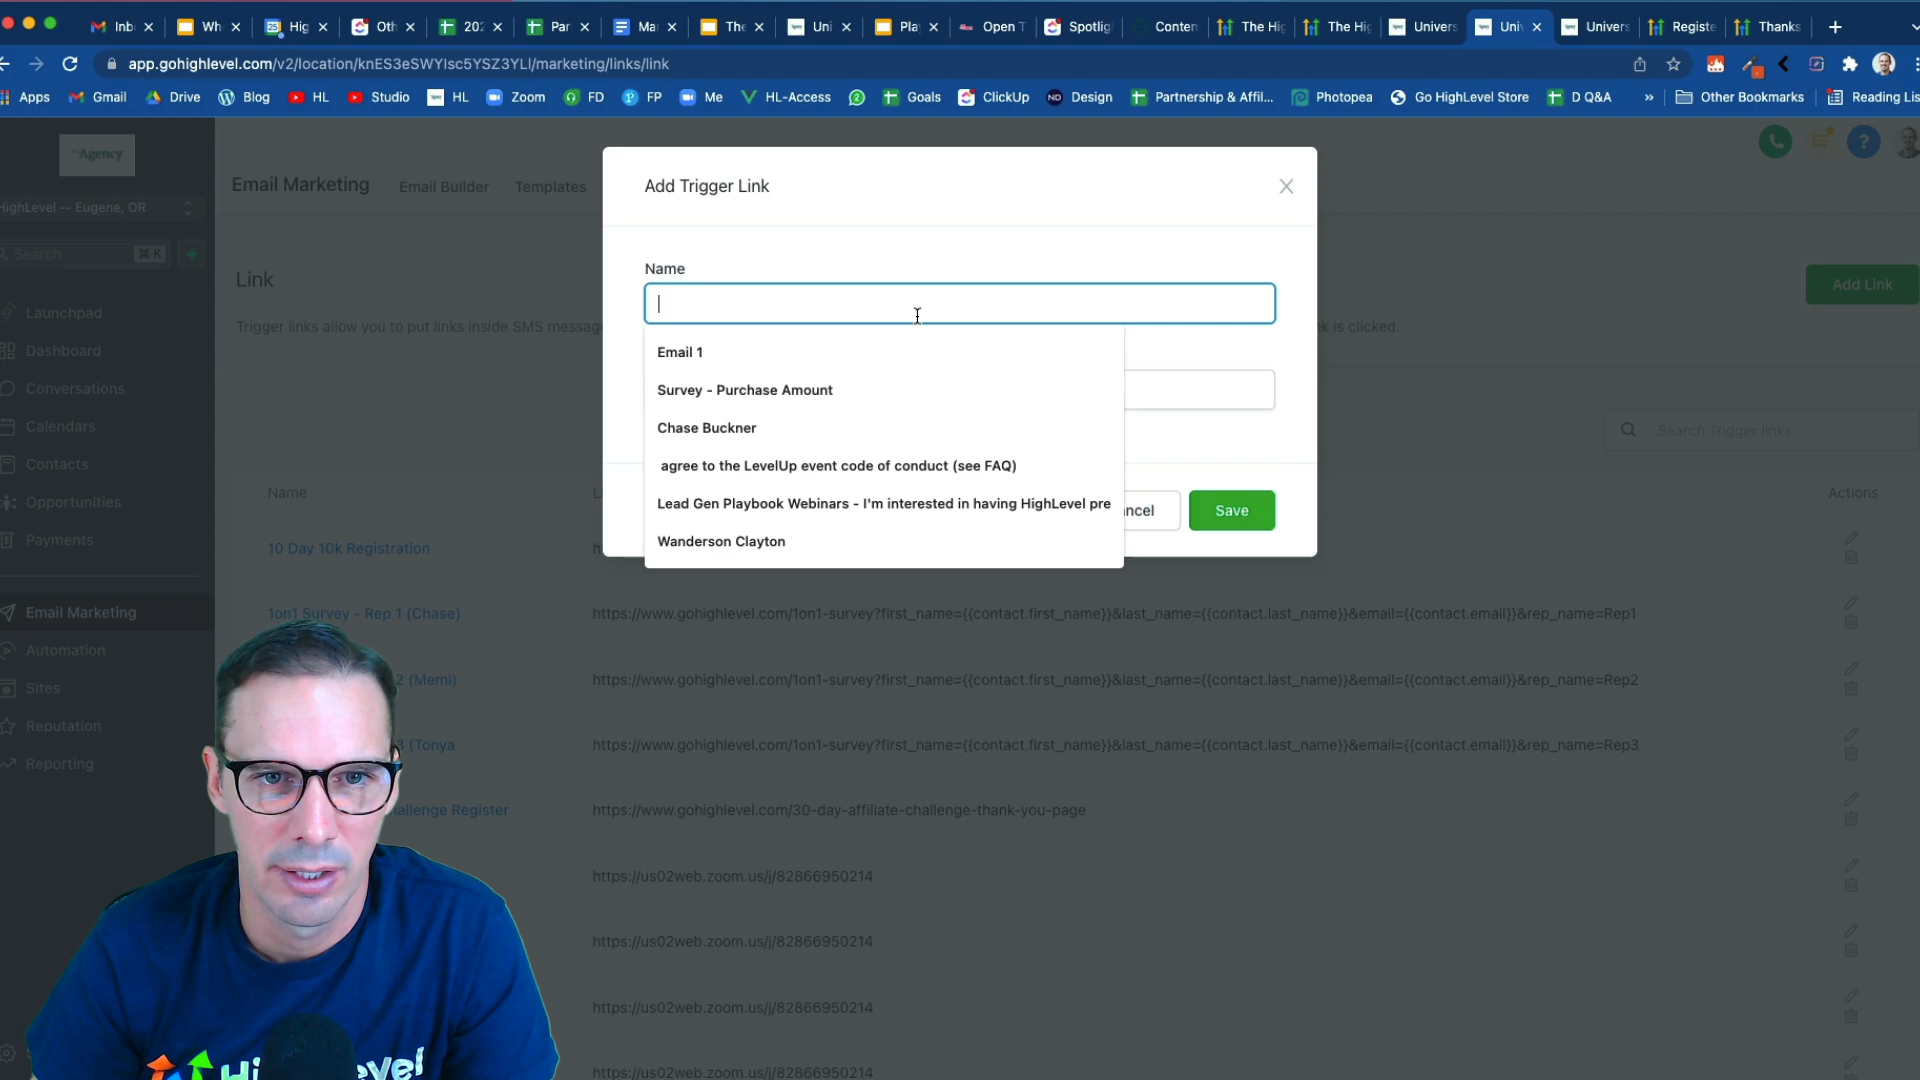 Inb
Wh
Hig
Oth
202
Par
Ma
The
Uni
Pla
Open T
Spotlig
Conten
The Hig
The Hig
Univers
Univ
Univers
Registe
Thanks
app.gohighlevel.com/v2/location/knES3eSWYlsc5YSZ3YLI/marketing/links/link
Apps
Gmail
Drive
Blog
HL
Studio
HL
Zoom
FD
FP
Me
HL-Access
Goals
ClickUp
Design
Partnership & Affil...
Photopea
Go HighLevel Store
D Q&A
»
Other Bookmarks
Reading Lis
Agency
HighLevel -- Eugene, OR
Search
⌘ K
Launchpad
Dashboard
Conversations
Calendars
Contacts
Opportunities
Payments
Email Marketing
Automation
Sites
Reputation
Reporting
Email Marketing
Email Builder
Templates
Link
Add Link
Trigger links allow you to put links inside SMS messag
k is clicked.
Add Trigger Link
Name
Email 1
Survey - Purchase Amount
Chase Buckner
agree to the LevelUp event code of conduct (see FAQ)
Lead Gen Playbook Webinars - I'm interested in having HighLevel pre
Wanderson Clayton
ncel
Save
Search Trigger links
Name
Actions
10 Day 10k Registration
1on1 Survey - Rep 1 (Chase)
https://www.gohighlevel.com/1on1-survey?first_name={{contact.first_name}}&last_name={{contact.last_name}}&email={{contact.email}}&rep_name=Rep1
2 (Memi)
https://www.gohighlevel.com/1on1-survey?first_name={{contact.first_name}}&last_name={{contact.last_name}}&email={{contact.email}}&rep_name=Rep2
3 (Tonya
https://www.gohighlevel.com/1on1-survey?first_name={{contact.first_name}}&last_name={{contact.last_name}}&email={{contact.email}}&rep_name=Rep3
allenge Register
https://www.gohighlevel.com/30-day-affiliate-challenge-thank-you-page
https://us02web.zoom.us/j/82866950214
https://us02web.zoom.us/j/82866950214
https://us02web.zoom.us/j/82866950214
https://us02web.zoom.us/j/82866950214